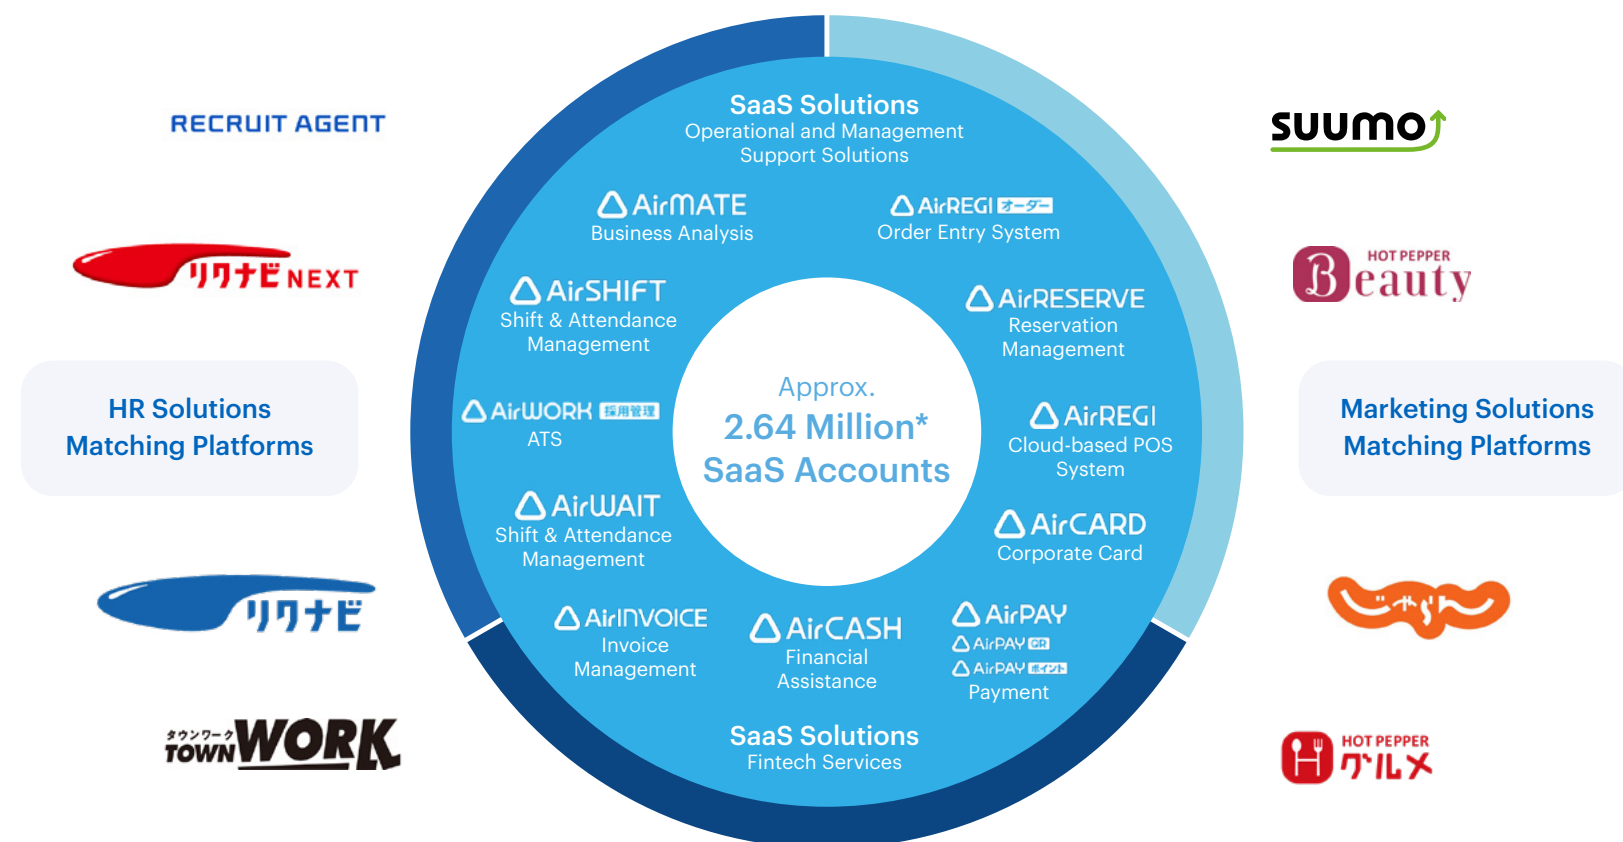 RECRUIT AGENT
リクナビ NEXT
HR Solutions
Matching Platforms
リクナビ
タウンワーク
TOWN WORK
SaaS Solutions
Operational and Management
Support Solutions
AirMATE
Business Analysis
AirREGI オーダー
Order Entry System
AirSHIFT
Shift & Attendance
Management
AirRESERVE
Reservation
Management
AirWORK 採用管理
ATS
AirREGI
Cloud-based POS
System
AirWAIT
Shift & Attendance
Management
AirCARD
Corporate Card
Approx.
2.64 Million*
SaaS Accounts
AirINVOICE
Invoice
Management
AirCASH
Financial
Assistance
AirPAY
AirPAY QR
AirPAY ポイント
Payment
SaaS Solutions
Fintech Services
SUUMO
HOT PEPPER
Beauty
Marketing Solutions
Matching Platforms
じゃらん
HOT PEPPER
グルメ